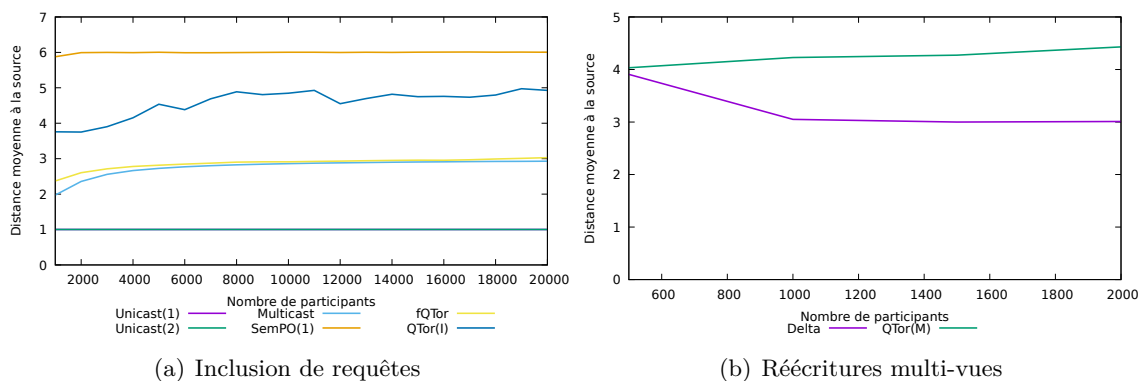 Distance moyenne à la source
7
6
5
4
3
2
1
0
2000 4000 6000 8000 10000 12000 14000 16000 18000 20000
Nombre de participants
Unicast(1) Multicast fQTor
Unicast(2) SemPO(1) QTor(I)
(a) Inclusion de requêtes
Distance moyenne à la source
5
4
3
2
1
0
600 800 1000 1200 1400 1600 1800 2000
Nombre de participants
Delta QTor(M)
(b) Réécritures multi-vues